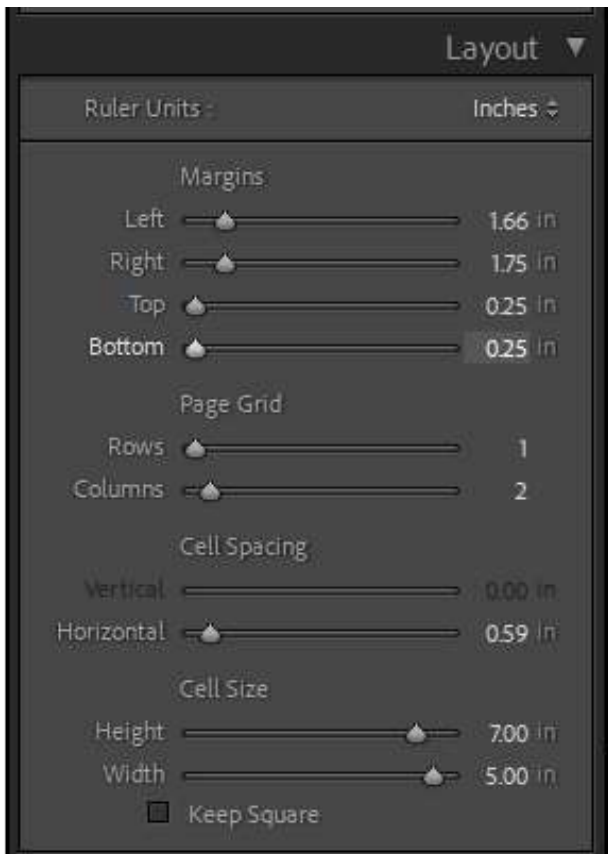 Layout
Ruler Units : Inches
Margins
Left 1.66 in
Right 1.75 in
Top 0.25 in
Bottom 0.25 in
Page Grid
Rows 1
Columns 2
Cell Spacing
Vertical 0.00 in
Horizontal 0.59 in
Cell Size
Height 7.00 in
Width 5.00 in
Keep Square